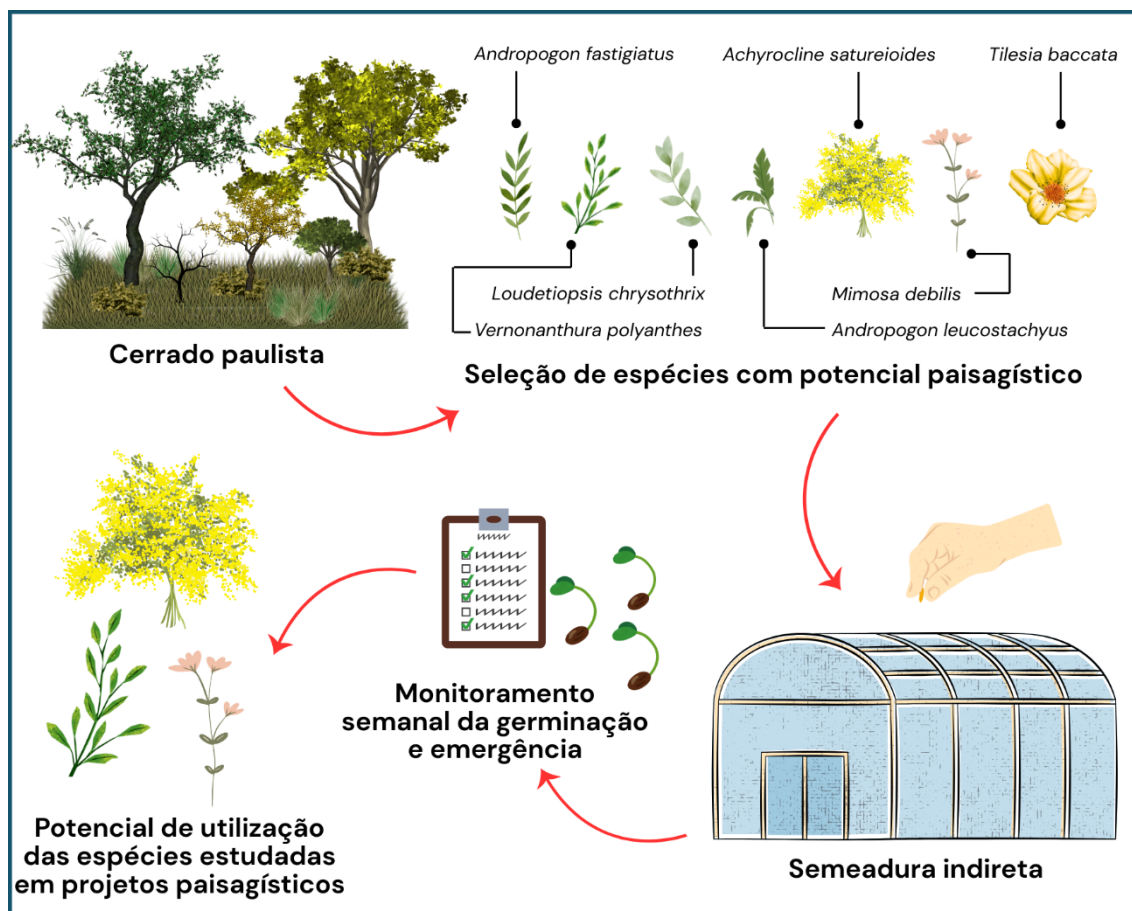 Andropogon fastigiatus
Achyrocline satureioides
Tilesia baccata
Loudetiopsis chrysothrix
Mimosa debilis
Vernonanthura polyanthes
Andropogon leucostachyus
Cerrado paulista
Seleção de espécies com potencial paisagístico
Monitoramento
semanal da germinação
e emergência
Potencial de utilização
das espécies estudadas
em projetos paisagísticos
Semeadura indireta